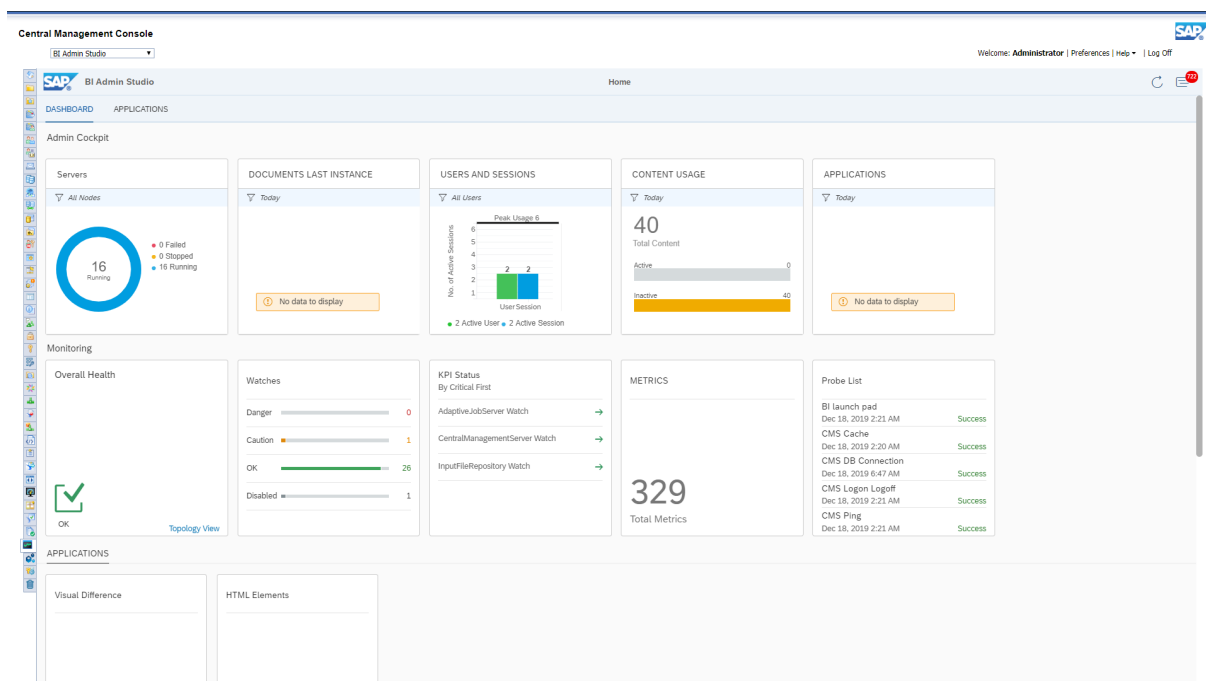 Central Management Console
SAP
BI Admin Studio
Welcome: Administrator | Preferences | Help | Log Off
SAP BI Admin Studio
Home
722
DASHBOARD APPLICATIONS
Admin Cockpit
Servers
All Nodes
16
Running
0 Failed
0 Stopped
16 Running
DOCUMENTS LAST INSTANCE
Today
No data to display
USERS AND SESSIONS
All Users
Peak Usage 6
No. of Active Sessions
6
5
4
3
2
1
2 2
User Session
2 Active User 2 Active Session
CONTENT USAGE
Today
40
Total Content
Active 0
Inactive 40
APPLICATIONS
Today
No data to display
Monitoring
Overall Health
OK
Topology View
Watches
Danger 0
Caution 1
OK 26
Disabled 1
KPI Status
By Critical First
AdaptiveJobServer Watch
CentralManagementServer Watch
InputFileRepository Watch
METRICS
329
Total Metrics
Probe List
BI launch pad
Dec 18, 2019 2:21 AM Success
CMS Cache
Dec 18, 2019 2:20 AM Success
CMS DB Connection
Dec 18, 2019 6:47 AM Success
CMS Logon Logoff
Dec 18, 2019 2:21 AM Success
CMS Ping
Dec 18, 2019 2:21 AM Success
APPLICATIONS
Visual Difference
HTML Elements